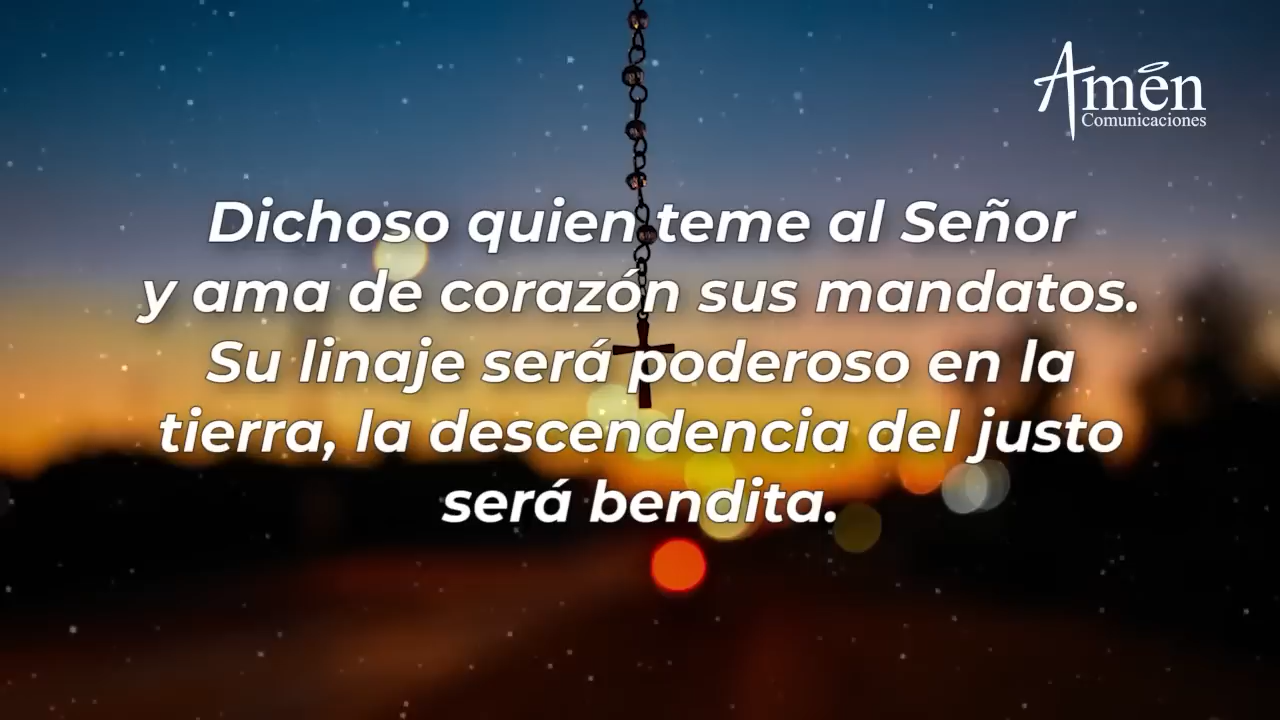 Amén
Comunicaciones
Dichoso quien teme al Señor
y ama de corazón sus mandatos.
Su linaje será poderoso en la
tierra, la descendencia del justo
será bendita.